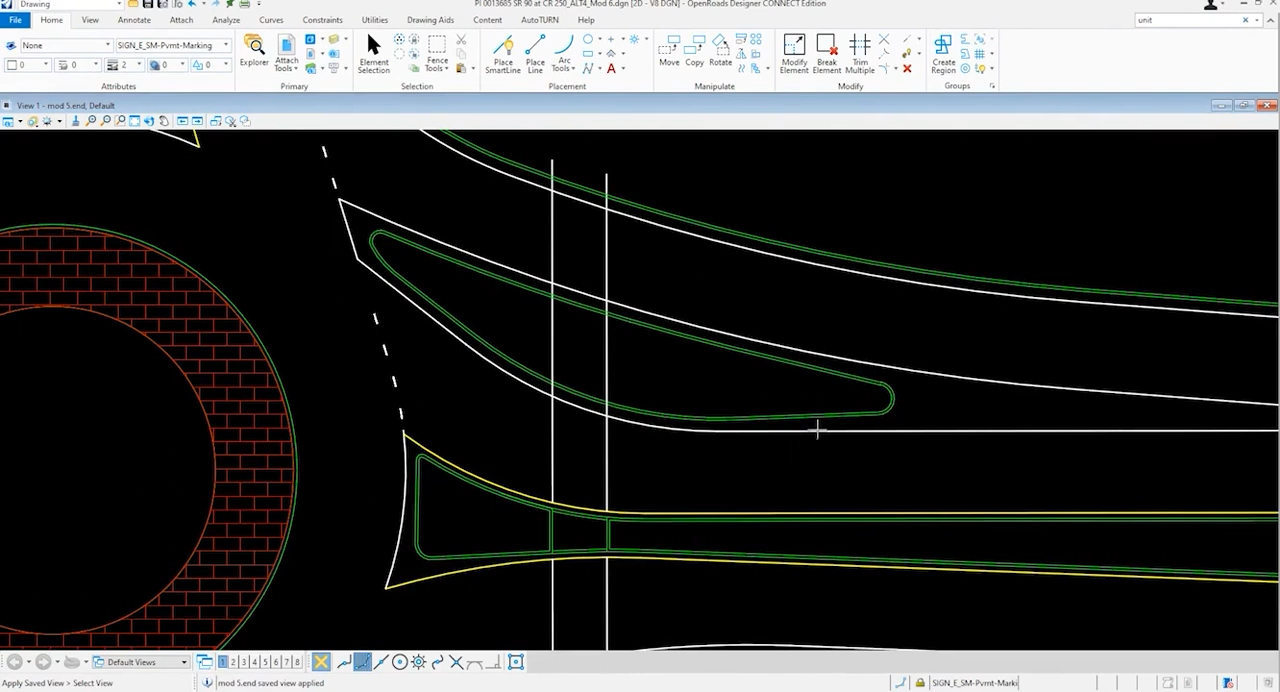 Drawing
PI 0013685 SR 90 at CR 250_ALT4_Mod 6.dgn [2D - V8 DGN] - OpenRoads Designer CONNECT Edition
File Home View Annotate Attach Analyze Curves Constraints Utilities Drawing Aids Content AutoTURN Help
unit
None SIGN_E_SM-Pvmt-Marking
0 0 2 0 0
Explorer Attach Tools Element Selection Fence Tools Place SmartLine Place Line Arc Tools Move Copy Rotate Modify Element Break Element Trim Multiple Create Region
Attributes Primary Selection Placement Manipulate Modify Groups
View 1 - mod 5.end, Default
Default Views 1 2 3 4 5 6 7 8
Apply Saved View > Select View mod 5.end saved view applied SIGN_E_SM-Pvmt-Marki